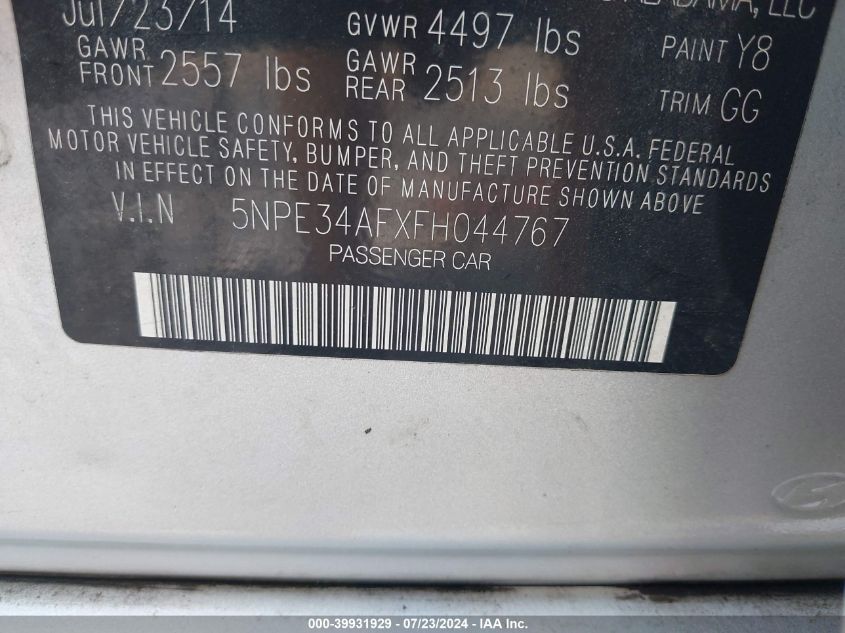 Jul/23/14 GVWR 4497 lbs ALABAMA, LLC
GAWR FRONT 2557 lbs GAWR REAR 2513 lbs PAINT Y8
TRIM GG
THIS VEHICLE CONFORMS TO ALL APPLICABLE U.S.A. FEDERAL
MOTOR VEHICLE SAFETY, BUMPER, AND THEFT PREVENTION STANDARDS
IN EFFECT ON THE DATE OF MANUFACTURE SHOWN ABOVE
V.I.N 5NPE34AFXFH044767
PASSENGER CAR
000-39931929 - 07/23/2024 - IAA Inc.